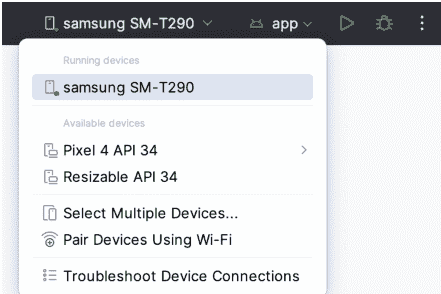 samsung SM-T290 app
Running devices
samsung SM-T290
Available devices
Pixel 4 API 34
Resizable API 34
Select Multiple Devices...
Pair Devices Using Wi-Fi
Troubleshoot Device Connections